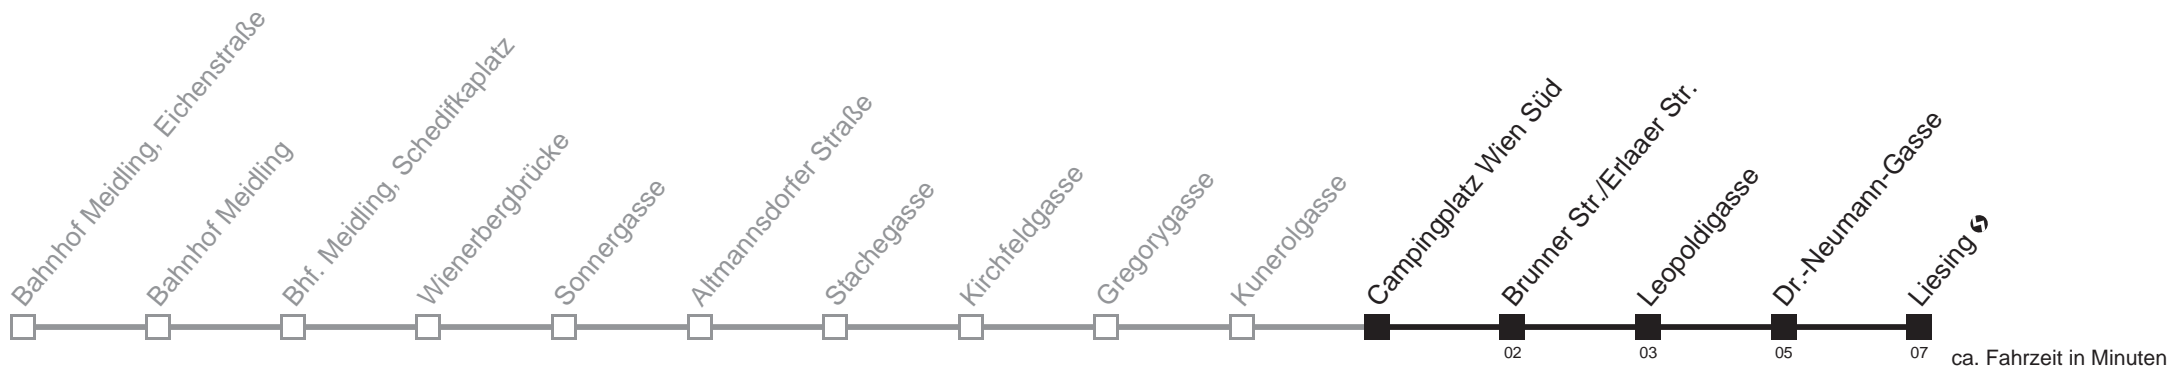 Bahnhof Meidling, Eichenstraße
Bahnhof Meidling
Bhf. Meidling, Schedifkaplatz
Wienerbergbrücke
Sonnergasse
Altmannsdorfer Straße
Stachegasse
Kirchfeldgasse
Gregorygasse
Kunerolgasse
Campingplatz Wien Süd
Brunner Str./Erlaaer Str.
Leopoldigasse
Dr.-Neumann-Gasse
Liesing
02
03
05
07
ca. Fahrzeit in Minuten